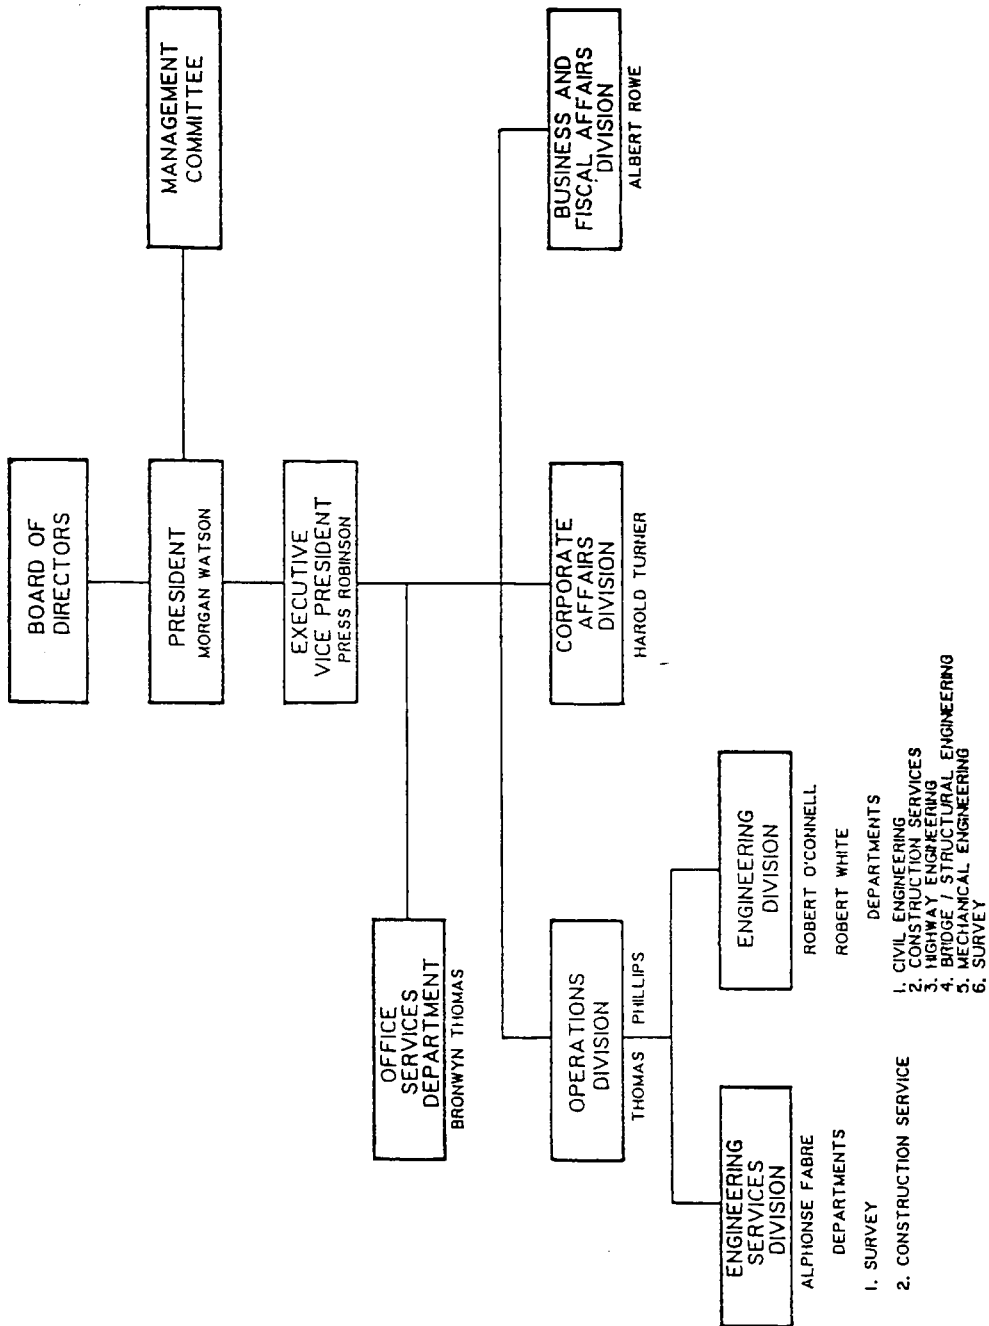 BOARD OF
DIRECTORS
PRESIDENT
MORGAN WATSON
MANAGEMENT
COMMITTEE
EXECUTIVE
VICE PRESIDENT
PRESS ROBINSON
OFFICE
SERVICES
DEPARTMENT
BRONWYN THOMAS
OPERATIONS
DIVISION
THOMAS PHILLIPS
CORPORATE
AFFAIRS
DIVISION
HAROLD TURNER
BUSINESS AND
FISCAL AFFAIRS
DIVISION
ALBERT ROWE
ENGINEERING
SERVICES
DIVISION
ALPHONSE FABRE
DEPARTMENTS
1. SURVEY
2. CONSTRUCTION SERVICE
ENGINEERING
DIVISION
ROBERT O'CONNELL
ROBERT WHITE
DEPARTMENTS
1. CIVIL ENGINEERING
2. CONSTRUCTION SERVICES
3. HIGHWAY ENGINEERING
4. BRIDGE / STRUCTURAL ENGINEERING
5. MECHANICAL ENGINEERING
6. SURVEY